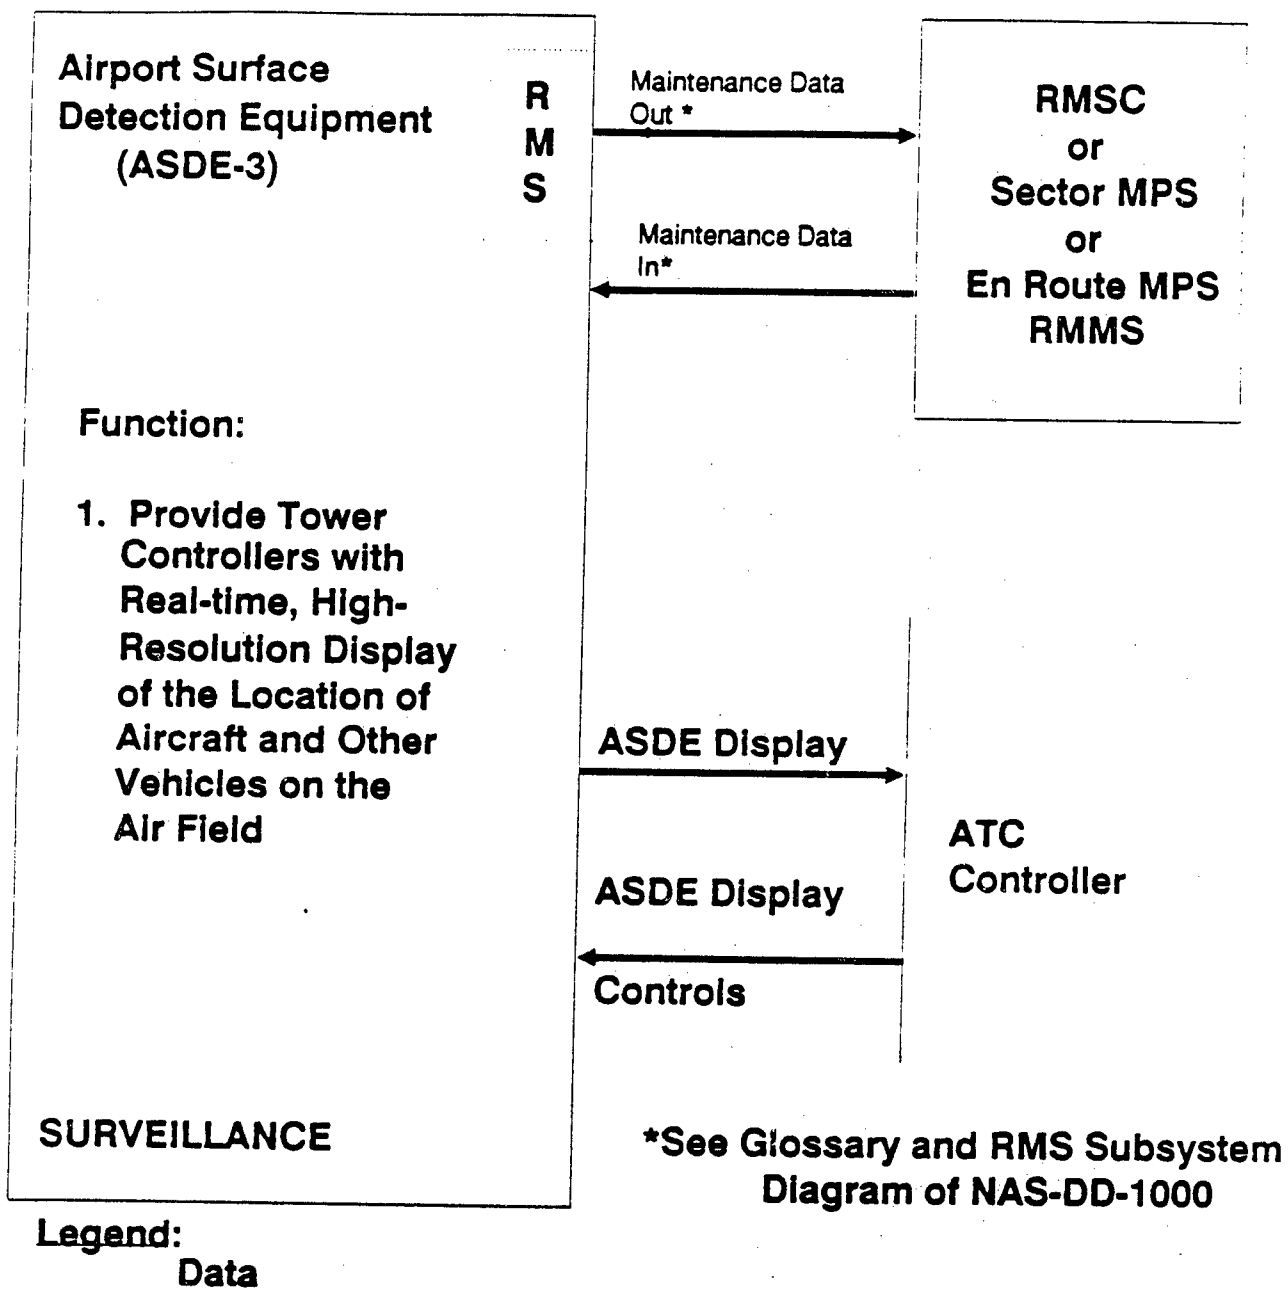 Airport Surface
Detection Equipment
(ASDE-3)
R
M
S
Maintenance Data
Out *
Maintenance Data
In*
RMSC
or
Sector MPS
or
En Route MPS
RMMS
Function:
1. Provide Tower
Controllers with
Real-time, High-
Resolution Display
of the Location of
Aircraft and Other
Vehicles on the
Air Field
ASDE Display
ASDE Display
Controls
ATC
Controller
SURVEILLANCE
*See Glossary and RMS Subsystem
Diagram of NAS-DD-1000
Legend:
Data